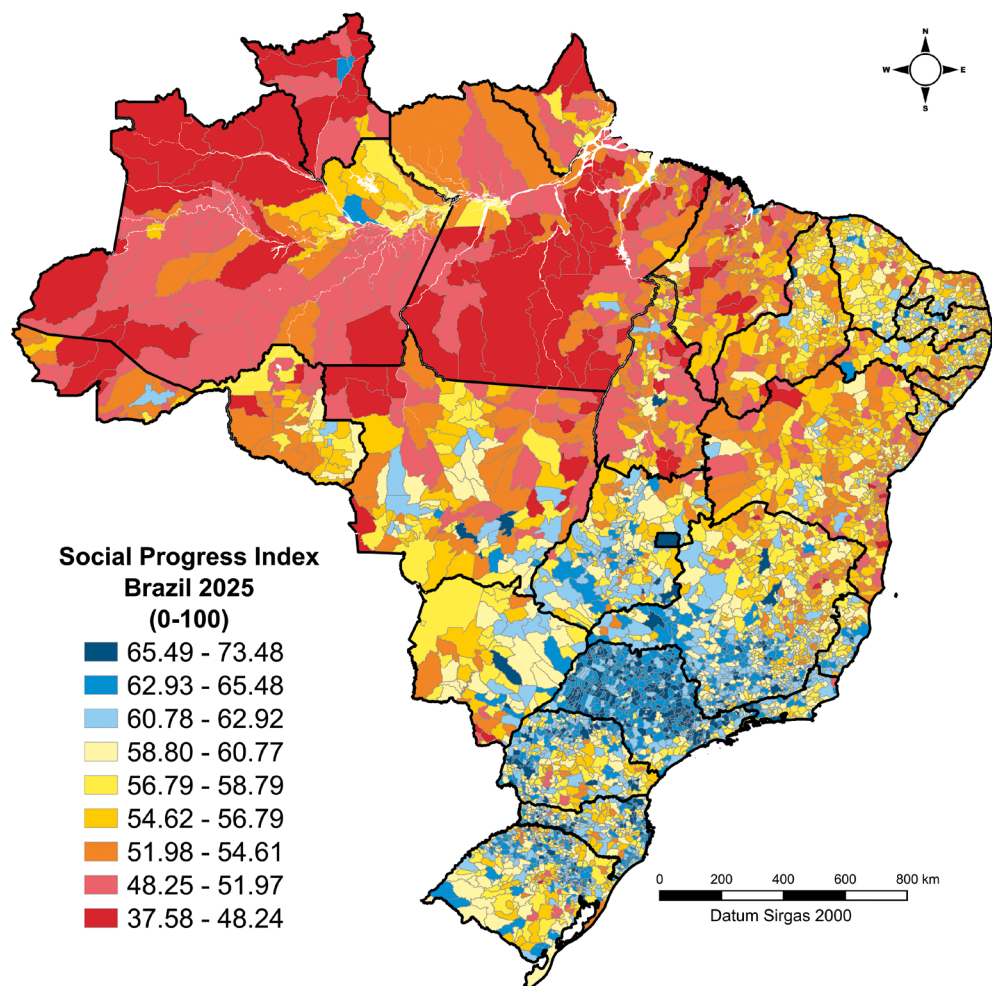 N
W E
S
Social Progress Index
Brazil 2025
(0-100)
65.49 - 73.48
62.93 - 65.48
60.78 - 62.92
58.80 - 60.77
56.79 - 58.79
54.62 - 56.79
51.98 - 54.61
48.25 - 51.97
37.58 - 48.24
0 200 400 600 800 km
Datum Sirgas 2000